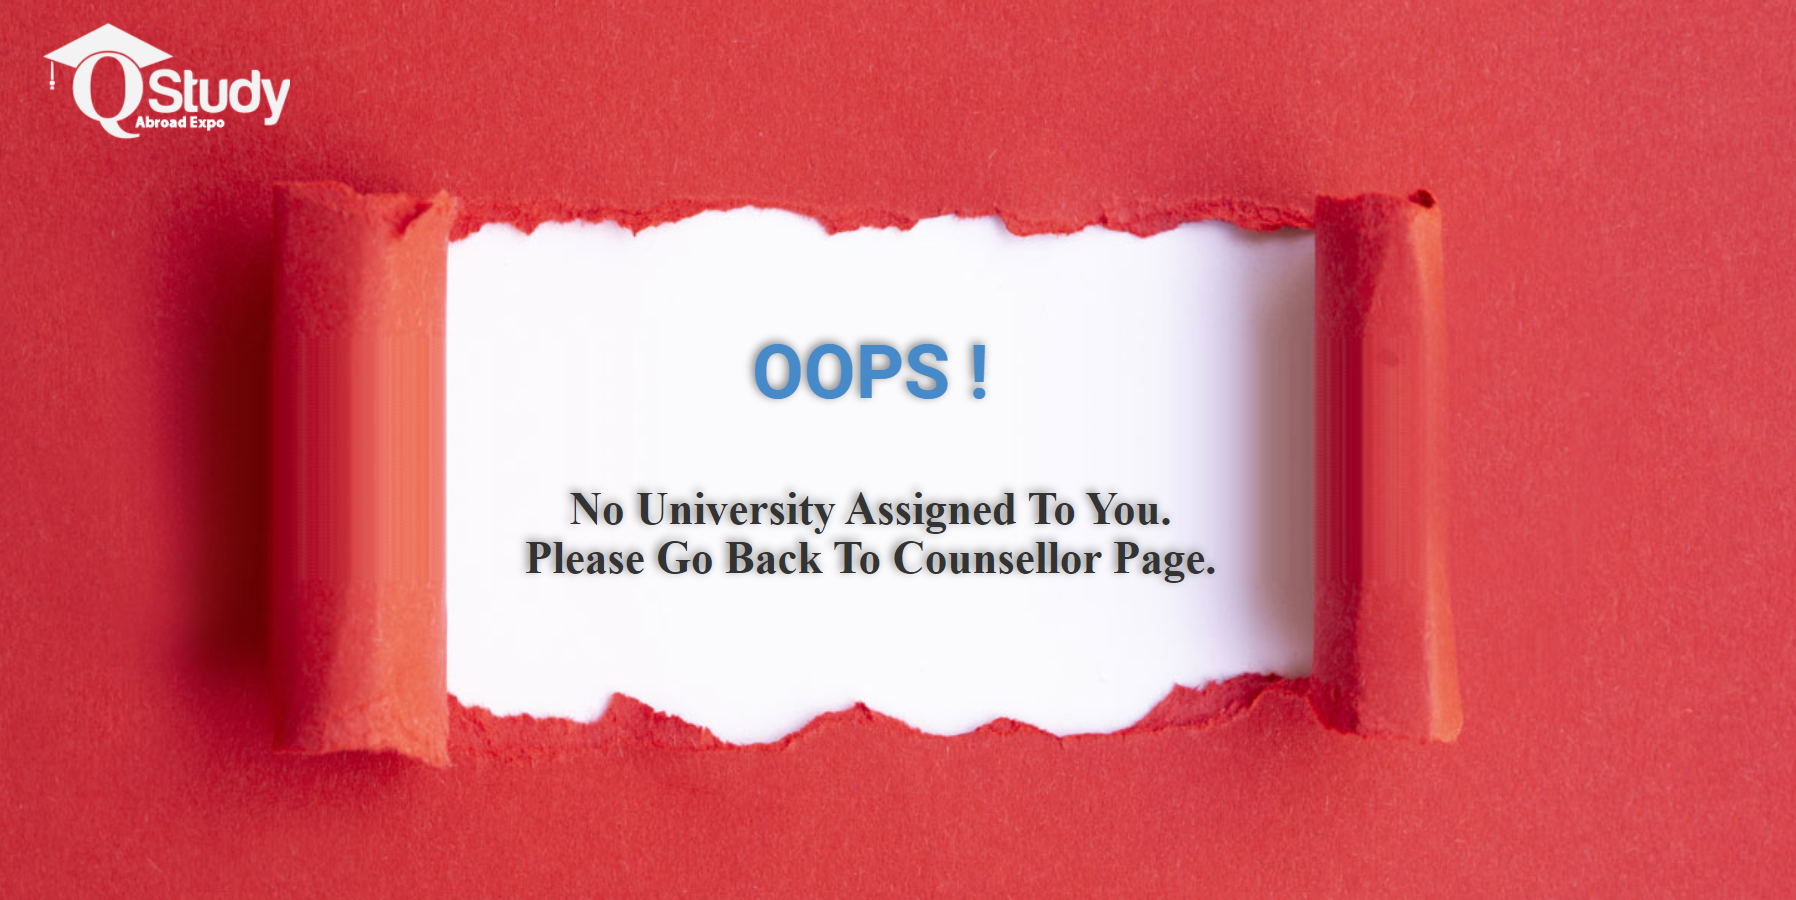 QStudy
Abroad Expo
OOPS !
No University Assigned To You.
Please Go Back To Counsellor Page.